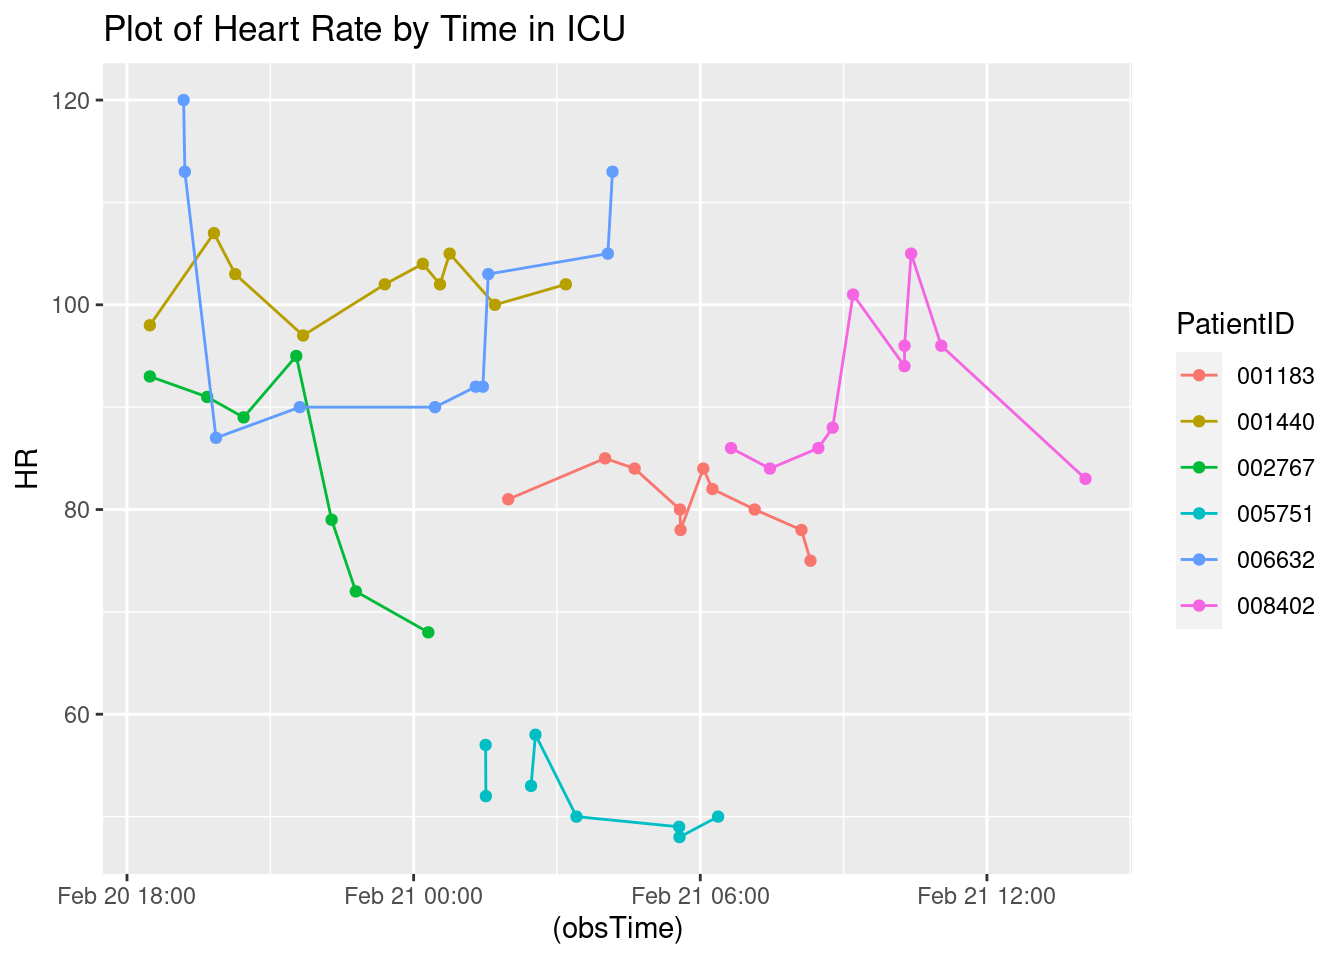 Plot of Heart Rate by Time in ICU
120
100
80
60
HR
Feb 20 18:00
Feb 21 00:00
Feb 21 06:00
Feb 21 12:00
(obsTime)
PatientID
001183
001440
002767
005751
006632
008402